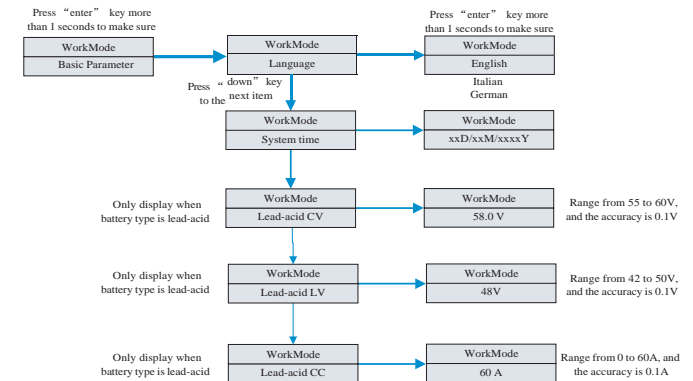 Press “enter” key more
than 1 seconds to make sure
Press “enter” key more
than 1 seconds to make sure
WorkMode
Basic Parameter
WorkMode
Language
WorkMode
English
Italian
German
Press “down” key
to the next item
WorkMode
System time
WorkMode
xxD/xxM/xxxxY
Only display when
battery type is lead-acid
WorkMode
Lead-acid CV
WorkMode
58.0 V
Range from 55 to 60V,
and the accuracy is 0.1V
Only display when
battery type is lead-acid
WorkMode
Lead-acid LV
WorkMode
48V
Range from 42 to 50V,
and the accuracy is 0.1V
Only display when
battery type is lead-acid
WorkMode
Lead-acid CC
WorkMode
60 A
Range from 0 to 60A, and
the accuracy is 0.1A